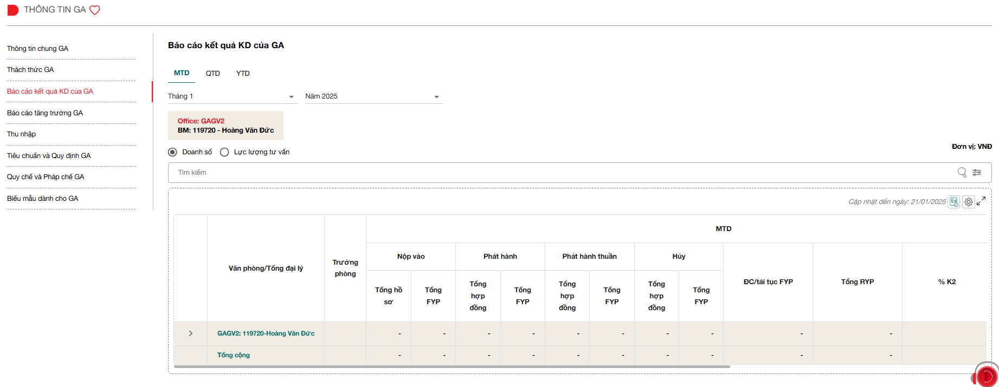 THÔNG TIN GA
Thông tin chung GA
Thách thức GA
Báo cáo kết quả KD của GA
Báo cáo tăng trưởng GA
Thu nhập
Tiêu chuẩn và Quy định GA
Quy chế và Pháp chế GA
Biểu mẫu dành cho GA
Báo cáo kết quả KD của GA
MTD QTD YTD
Tháng 1 Năm 2025
Office: GAGV2
BM: 119720 - Hoàng Văn Đức
Doanh số Lực lượng tư vấn
Đơn vị: VNĐ
Tìm kiếm
Cập nhật đến ngày: 21/01/2025
Văn phòng/Tổng đại lý
Trưởng
phòng
MTD
Nộp vào Phát hành Phát hành thuần Hủy
Tổng hồ
sơ
Tổng
FYP
Tổng
hợp
đồng
Tổng
FYP
Tổng
hợp
đồng
Tổng
FYP
Tổng
hợp
đồng
Tổng
FYP
ĐC/tái tục FYP
Tổng RYP
% K2
GAGV2: 119720-Hoàng Văn Đức - - - - - - - - - -
Tổng cộng - - - - - - - - - -